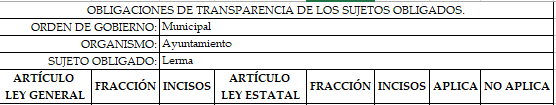 OBLIGACIONES DE TRANSPARENCIA DE LOS SUJETOS OBLIGADOS.
ORDEN DE GOBIERNO: Municipal
ORGANISMO: Ayuntamiento
SUJETO OBLIGADO: Lerma
ARTÍCULO LEY GENERAL FRACCIÓN INCISOS ARTÍCULO LEY ESTATAL FRACCIÓN INCISOS APLICA NO APLICA